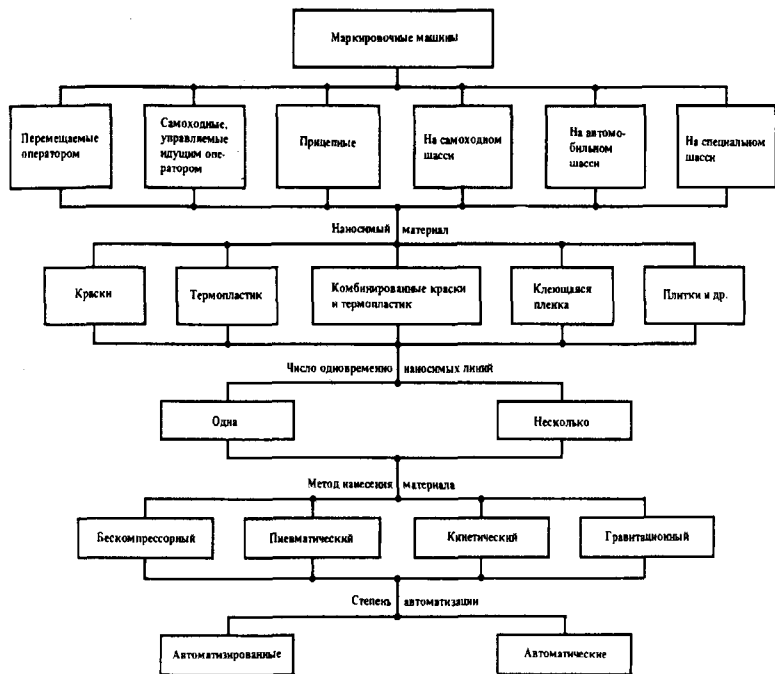 Маркировочные машины
Перемещаемые
оператором
Самоходные,
управляемые
идущим опе-
ратором
Прицепные
На самоходном
шасси
На автомо-
бильном
шасси
На специальном
шасси
Наносимый материал
Краски
Термопластик
Комбинированные краски
и термопластик
Клеющаяся
пленка
Плитки и др.
Число одновременно наносимых линий
Одна
Несколько
Метод нанесения материала
Бескомпрессорный
Пневматический
Кинетический
Гравитационный
Степень автоматизации
Автоматизированные
Автоматические